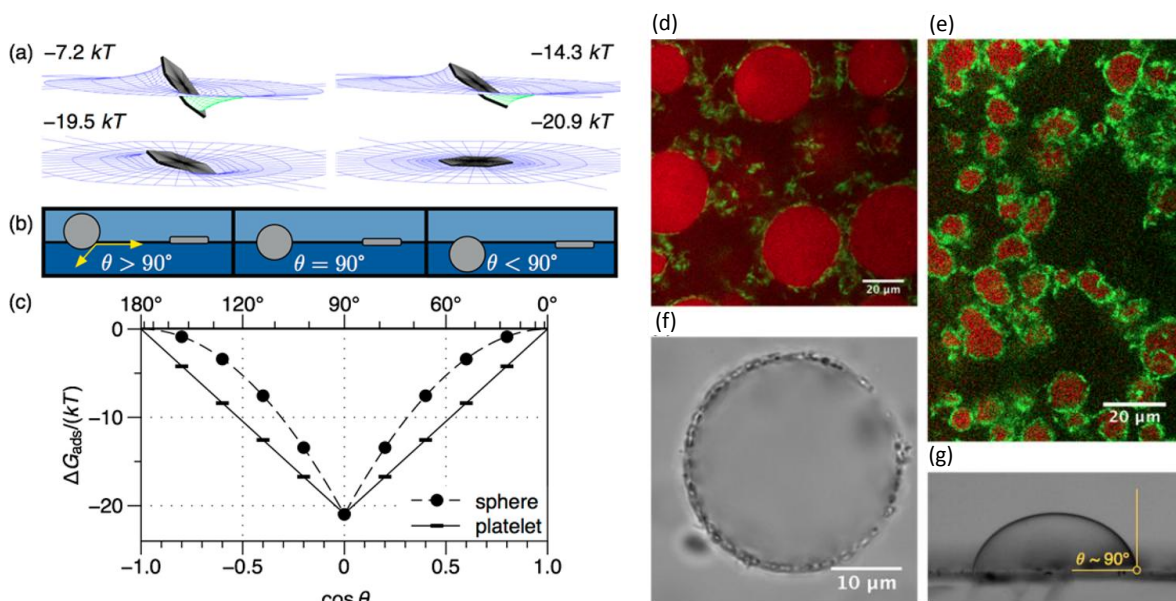 (a)
−7.2 kT
−14.3 kT
−19.5 kT
−20.9 kT
(b)
θ > 90°
θ = 90°
θ < 90°
(c)
180° 120° 90° 60° 0°
0
−10
−20
ΔG_ads/(kT)
sphere
platelet
−1.0 −0.5 0 0.5 1.0
cos θ
(d)
20 µm
(e)
20 µm
(f)
10 µm
(g)
θ ~ 90°